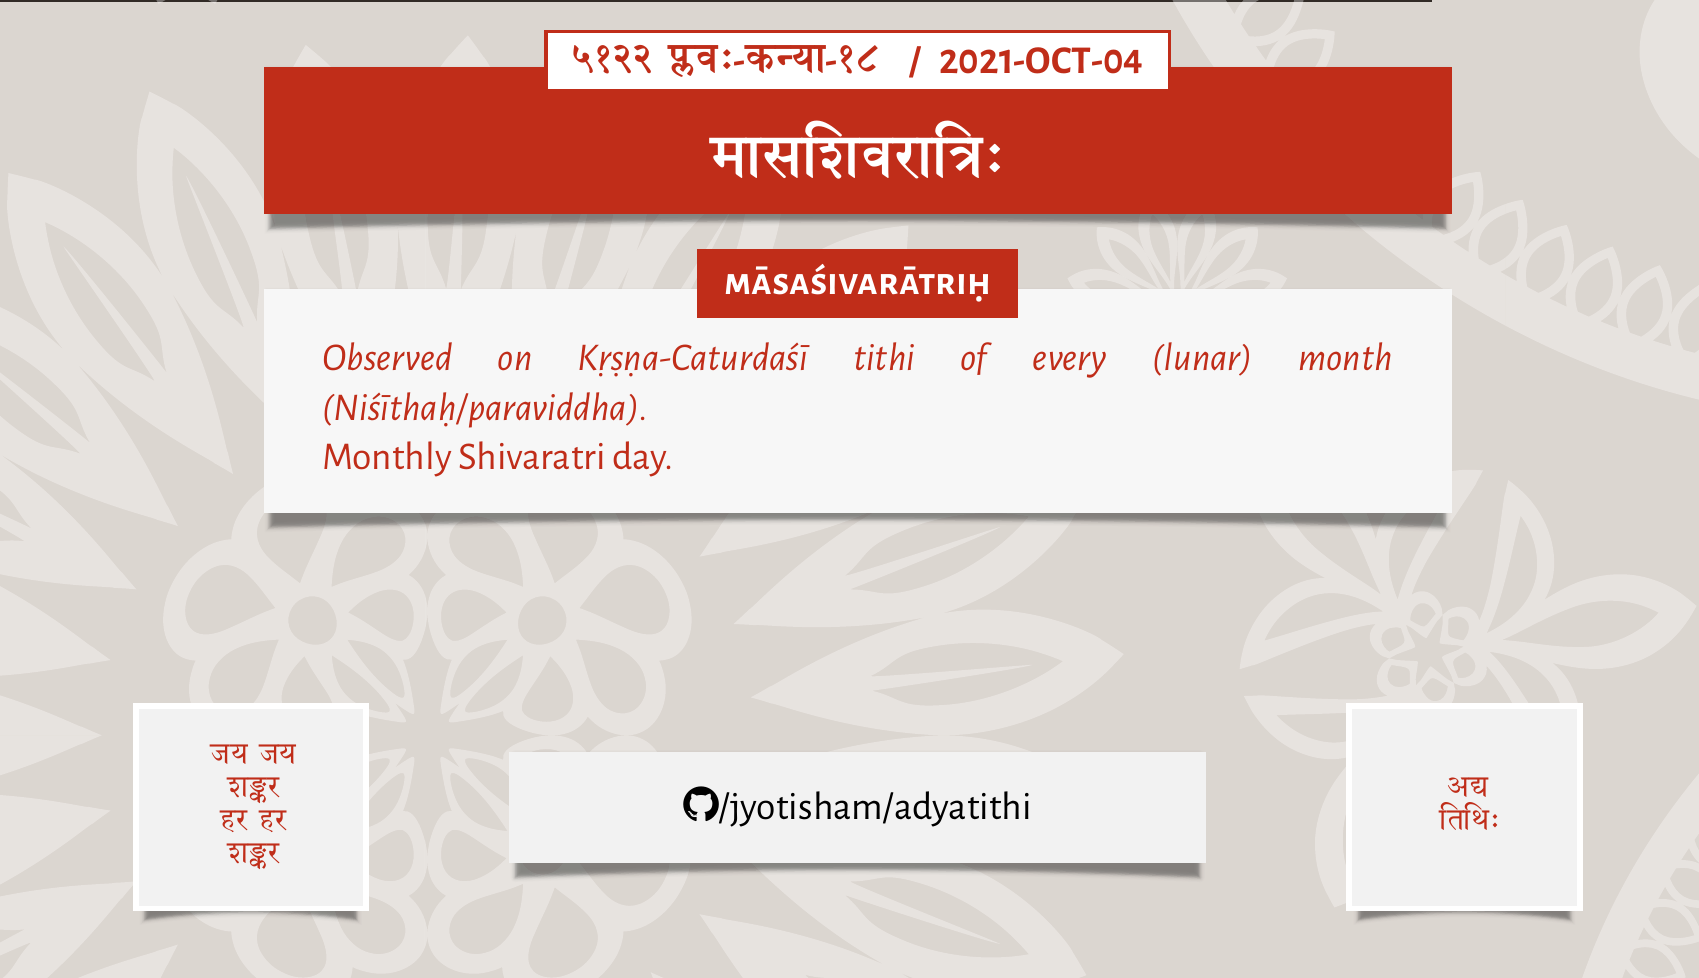 ५१२२ प्लवः-कन्या-१८ / 2021-OCT-04
मासशिवरात्रिः
MĀSAŚIVARĀTRIḤ
Observed on Kṛṣṇa-Caturdaśī tithi of every (lunar) month
(Niśīthaḥ/paraviddha).
Monthly Shivaratri day.
जय जय
शङ्कर
हर हर
शङ्कर
/jyotisham/adyatithi
अद्य
तिथिः